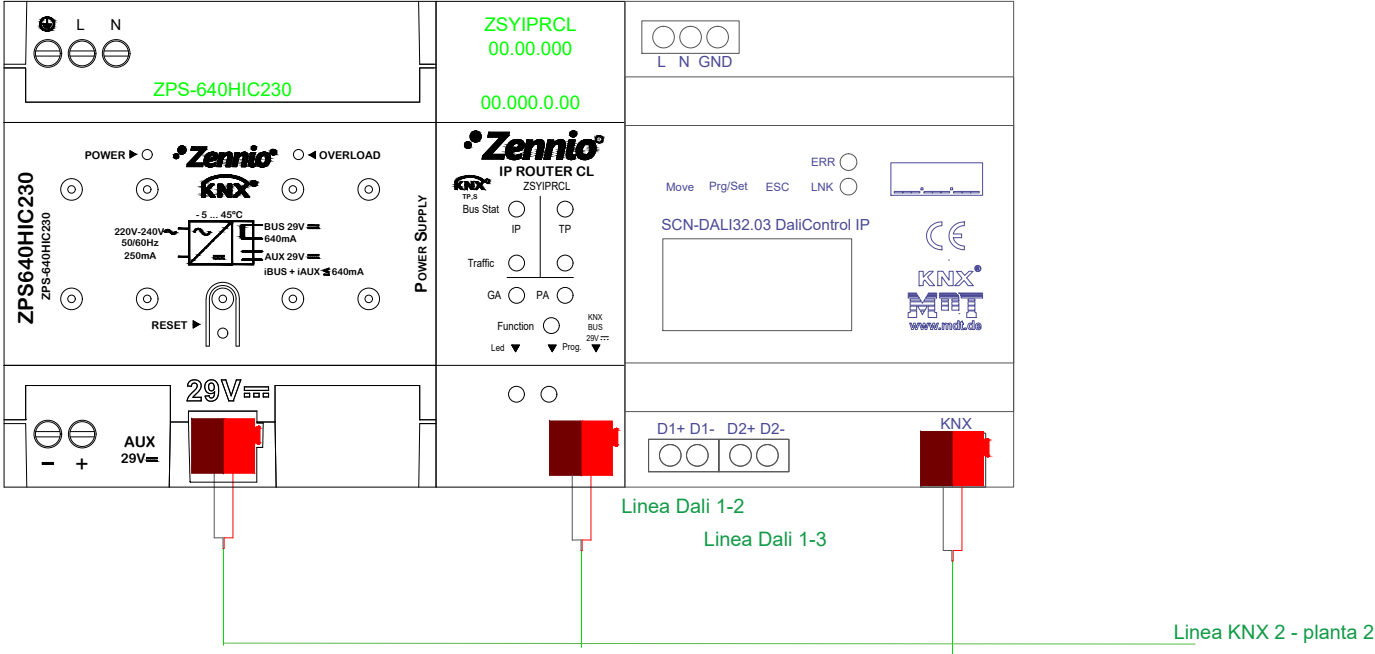 L N
ZPS-640HIC230
ZSYIPRCL
00.00.000
00.000.0.00
L N GND
POWER
Zennio
OVERLOAD
KNX
ZPS640HIC230
ZPS-640HIC230
- 5 ... 45ºC
220V-240V
50/60Hz
250mA
BUS 29V
640mA
AUX 29V
iBUS + iAUX ≤ 640mA
RESET
POWER SUPPLY
Zennio
IP ROUTER CL
KNX
TP,S
ZSYIPRCL
Bus Stat
IP TP
Traffic
GA PA
Function
KNX
BUS
29V
Led Prog.
ERR
Move Prg/Set ESC LNK
SCN-DALI32.03 DaliControl IP
CE
KNX®
MDT
www.mdt.de
29V
AUX
29V
- +
D1+ D1- D2+ D2-
KNX
Linea Dali 1-2
Linea Dali 1-3
Linea KNX 2 - planta 2